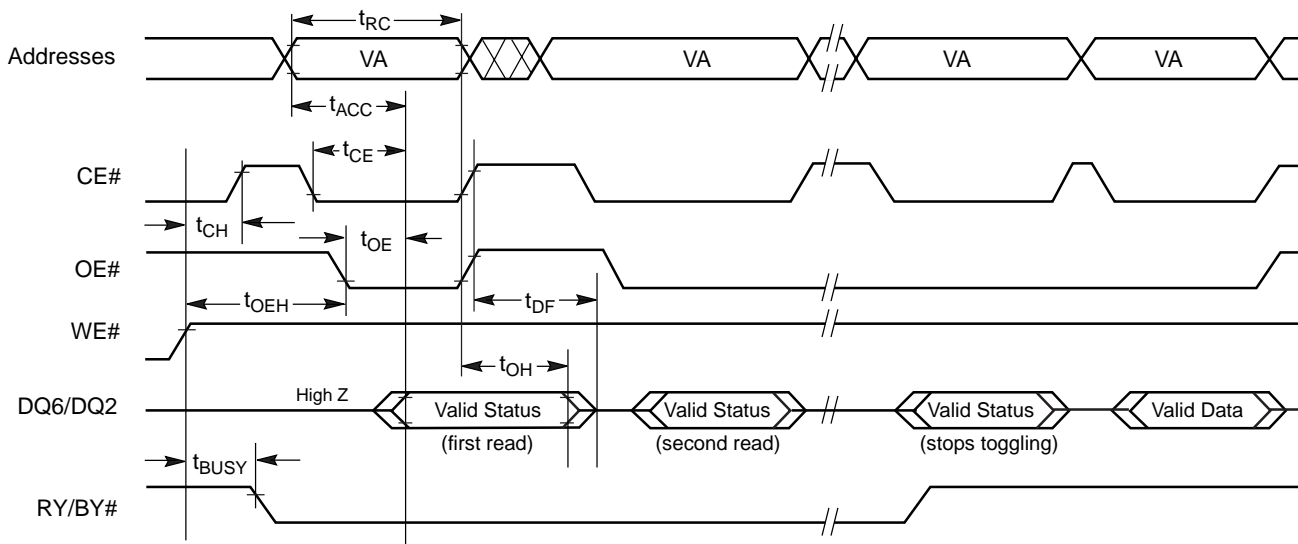 tRC
Addresses VA VA VA VA
tACC
tCE
CE#
tCH
tOE
OE#
tOEH
tDF
WE#
tOH
High Z
DQ6/DQ2 Valid Status Valid Status Valid Status Valid Data
(first read) (second read) (stops toggling)
tBUSY
RY/BY#